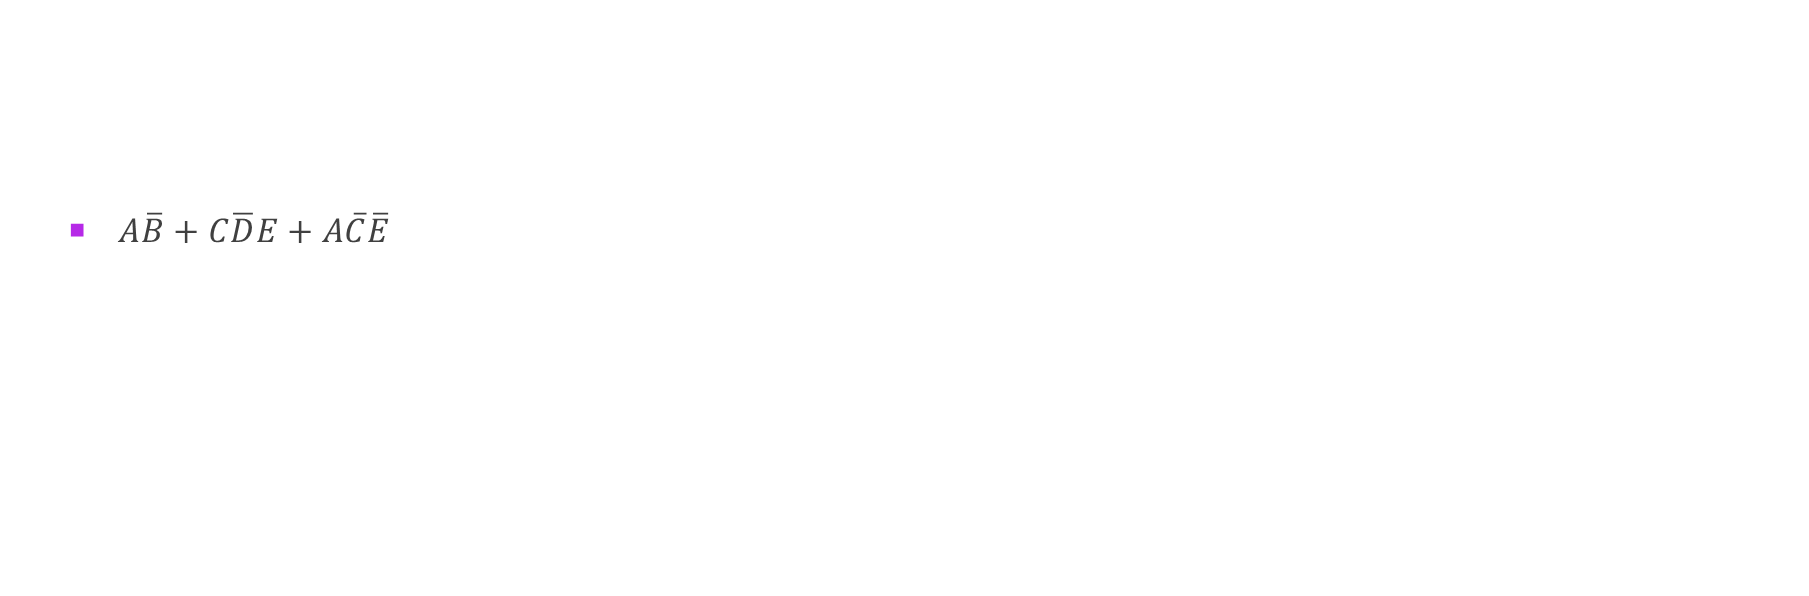 ▪ AB̅ + CD̅E + AC̅E̅